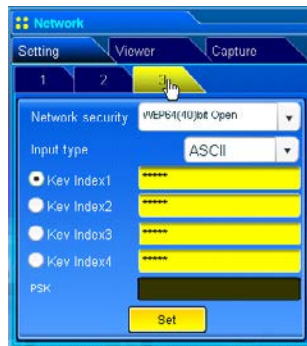 Network
Setting Viewer Capture
1 2 3
Network security WEP64(40)bit Open
Input type ASCII
Key Index1 *****
Key Index2 *****
Key Index3 *****
Key Index4 *****
PSK
Set